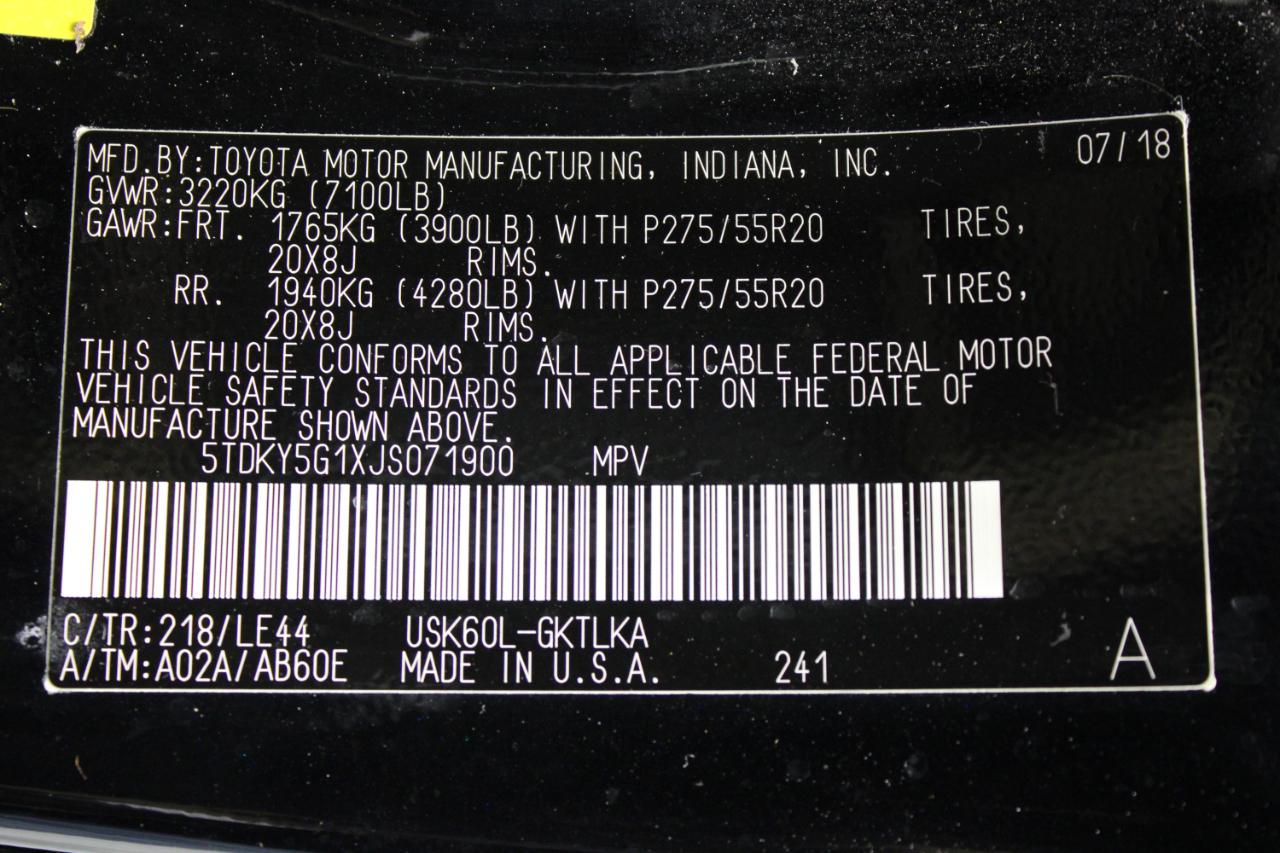 MFD.BY:TOYOTA MOTOR MANUFACTURING, INDIANA, INC. 07/18
GVWR:3220KG (7100LB)
GAWR:FRT. 1765KG (3900LB) WITH P275/55R20 TIRES,
20X8J RIMS.
RR. 1940KG (4280LB) WITH P275/55R20 TIRES,
20X8J RIMS.
THIS VEHICLE CONFORMS TO ALL APPLICABLE FEDERAL MOTOR
VEHICLE SAFETY STANDARDS IN EFFECT ON THE DATE OF
MANUFACTURE SHOWN ABOVE.
5TDKY5G1XJS071900 MPV
C/TR:218/LE44 USK60L-GKTLKA
A/TM:A02A/AB60E MADE IN U.S.A. 241 A